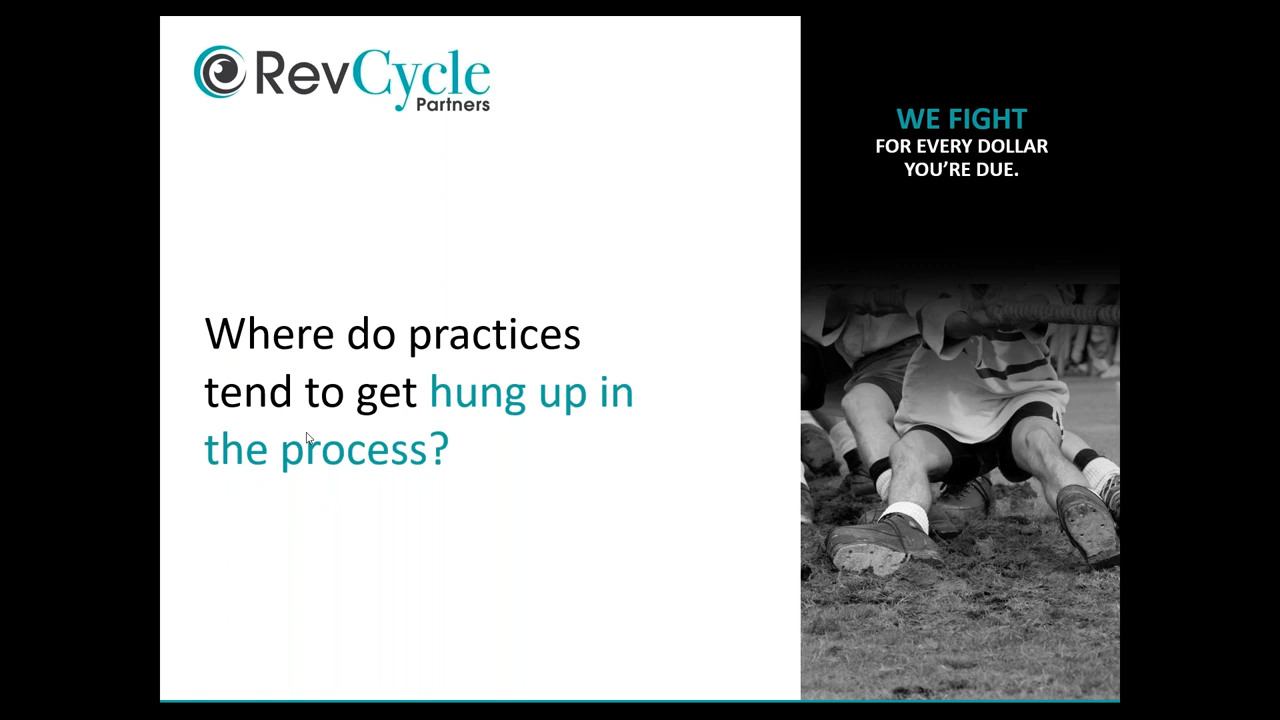 RevCycle
Partners
WE FIGHT
FOR EVERY DOLLAR
YOU’RE DUE.
Where do practices
tend to get hung up in
the process?